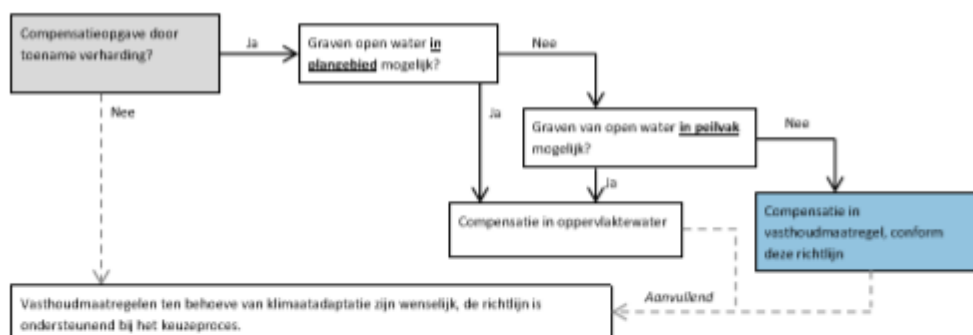 Compensatieopgave door
toename verharding?
Ja
Graven open water in
plangebied mogelijk?
Nee
Nee
Ja
Graven van open water in peilvak
mogelijk?
Nee
Ja
Compensatie in oppervlaktewater
Compensatie in
vasthoudmaatregel, conform
deze richtlijn
Vasthoudmaatregelen ten behoeve van klimaatadaptatie zijn wenselijk, de richtlijn is
ondersteunend bij het keuzeproces.
Aanvullend